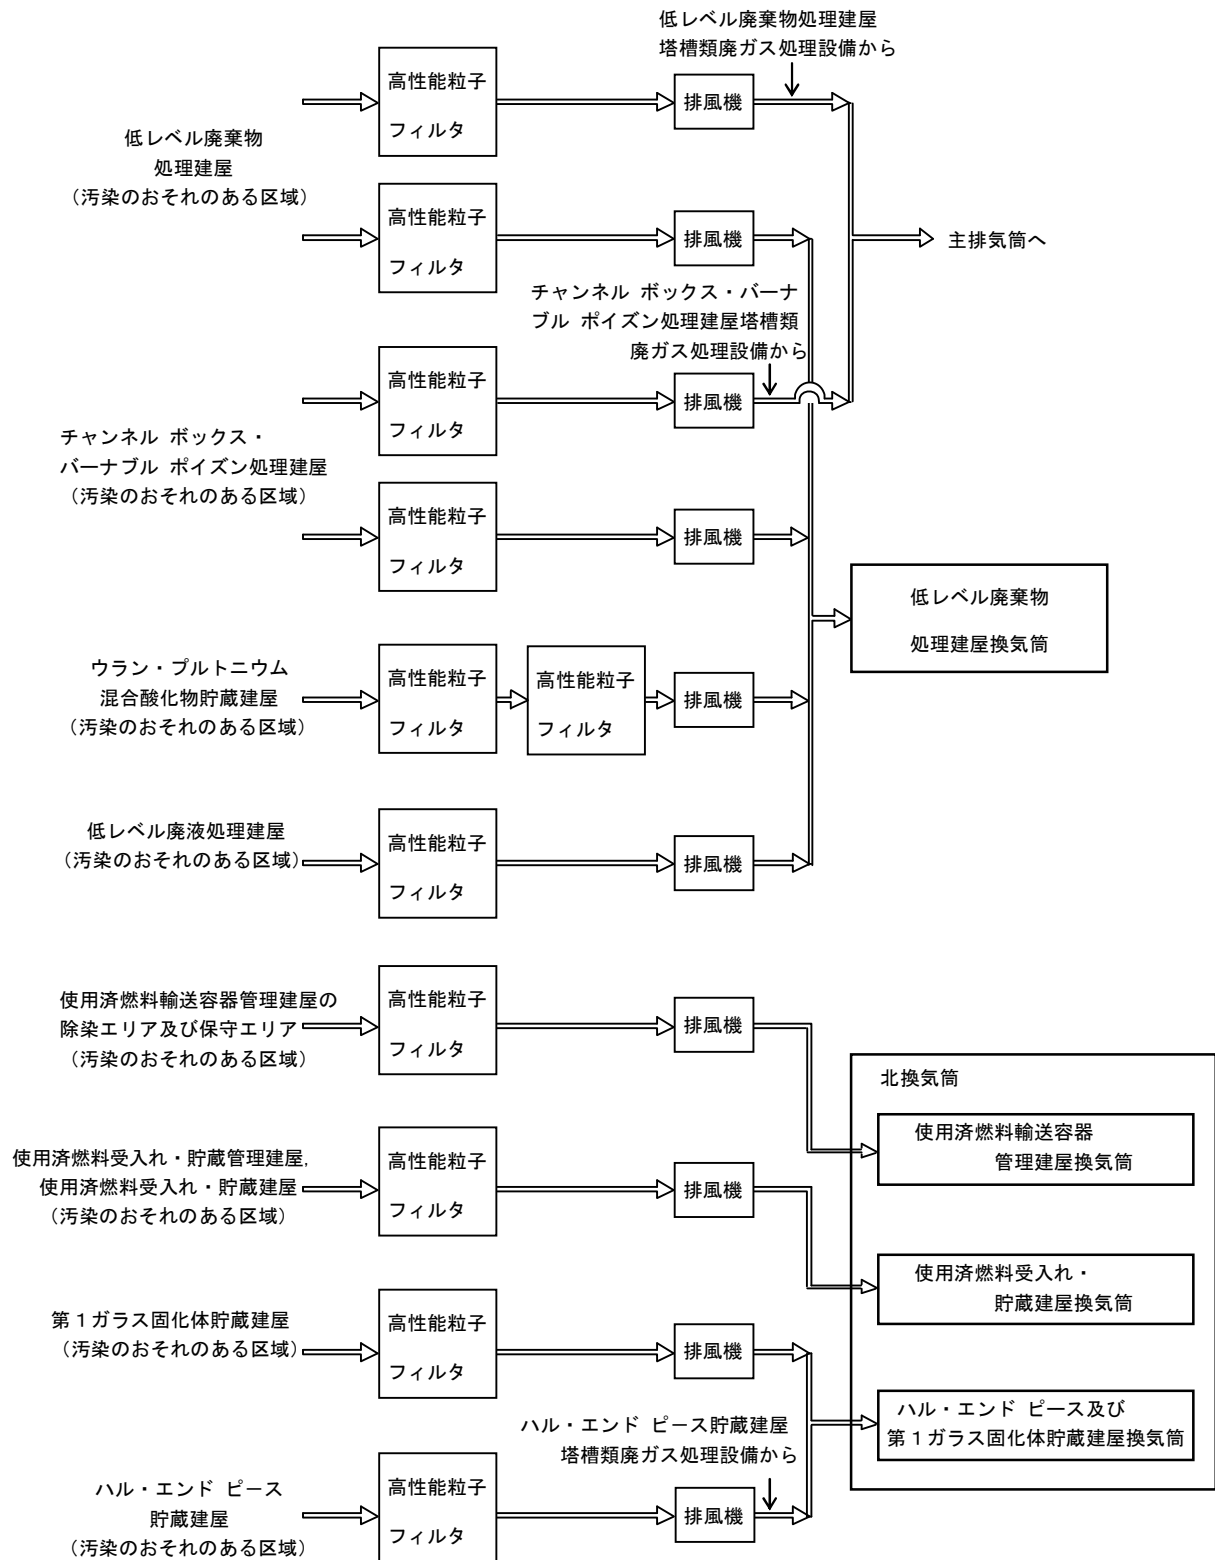 低レベル廃棄物処理建屋
塔槽類廃ガス処理設備から
高性能粒子
フィルタ
排風機
低レベル廃棄物
処理建屋
（汚染のおそれのある区域）
高性能粒子
フィルタ
排風機
主排気筒へ
チャンネル ボックス・バーナ
ブル ポイズン処理建屋塔槽類
廃ガス処理設備から
高性能粒子
フィルタ
排風機
チャンネル ボックス・
バーナブル ポイズン処理建屋
（汚染のおそれのある区域）
高性能粒子
フィルタ
排風機
低レベル廃棄物
処理建屋換気筒
ウラン・プルトニウム
混合酸化物貯蔵建屋
（汚染のおそれのある区域）
高性能粒子
フィルタ
高性能粒子
フィルタ
排風機
低レベル廃液処理建屋
（汚染のおそれのある区域）
高性能粒子
フィルタ
排風機
使用済燃料輸送容器管理建屋の
除染エリア及び保守エリア
（汚染のおそれのある区域）
高性能粒子
フィルタ
排風機
北換気筒
使用済燃料輸送容器
管理建屋換気筒
使用済燃料受入れ・貯蔵管理建屋,
使用済燃料受入れ・貯蔵建屋
（汚染のおそれのある区域）
高性能粒子
フィルタ
排風機
使用済燃料受入れ・
貯蔵建屋換気筒
第１ガラス固化体貯蔵建屋
（汚染のおそれのある区域）
高性能粒子
フィルタ
排風機
ハル・エンド ピース及び
第１ガラス固化体貯蔵建屋換気筒
ハル・エンド ピース貯蔵建屋
塔槽類廃ガス処理設備から
ハル・エンド ピース
貯蔵建屋
（汚染のおそれのある区域）
高性能粒子
フィルタ
排風機